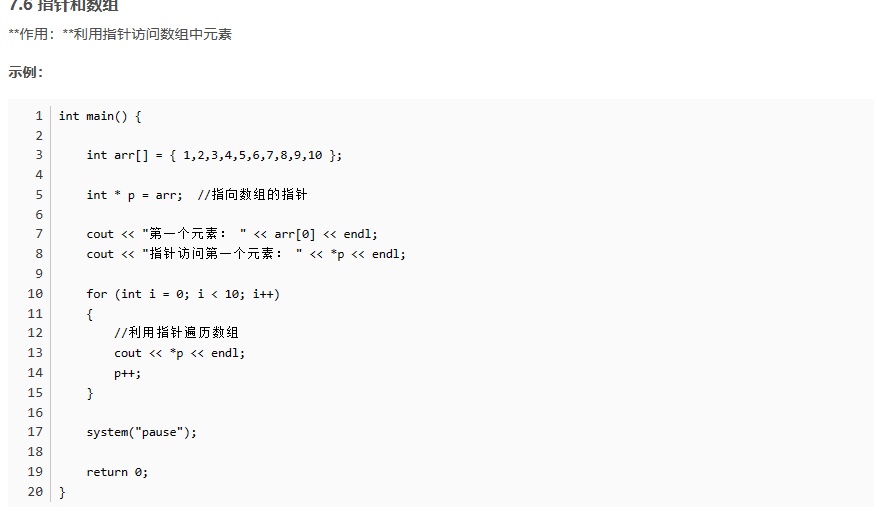 7.6 指针和数组
**作用：**利用指针访问数组中元素
示例：
1 int main() {
2
3     int arr[] = { 1,2,3,4,5,6,7,8,9,10 };
4
5     int * p = arr;  //指向数组的指针
6
7     cout << "第一个元素： " << arr[0] << endl;
8     cout << "指针访问第一个元素： " << *p << endl;
9
10     for (int i = 0; i < 10; i++)
11     {
12         //利用指针遍历数组
13         cout << *p << endl;
14         p++;
15     }
16
17     system("pause");
18
19     return 0;
20 }